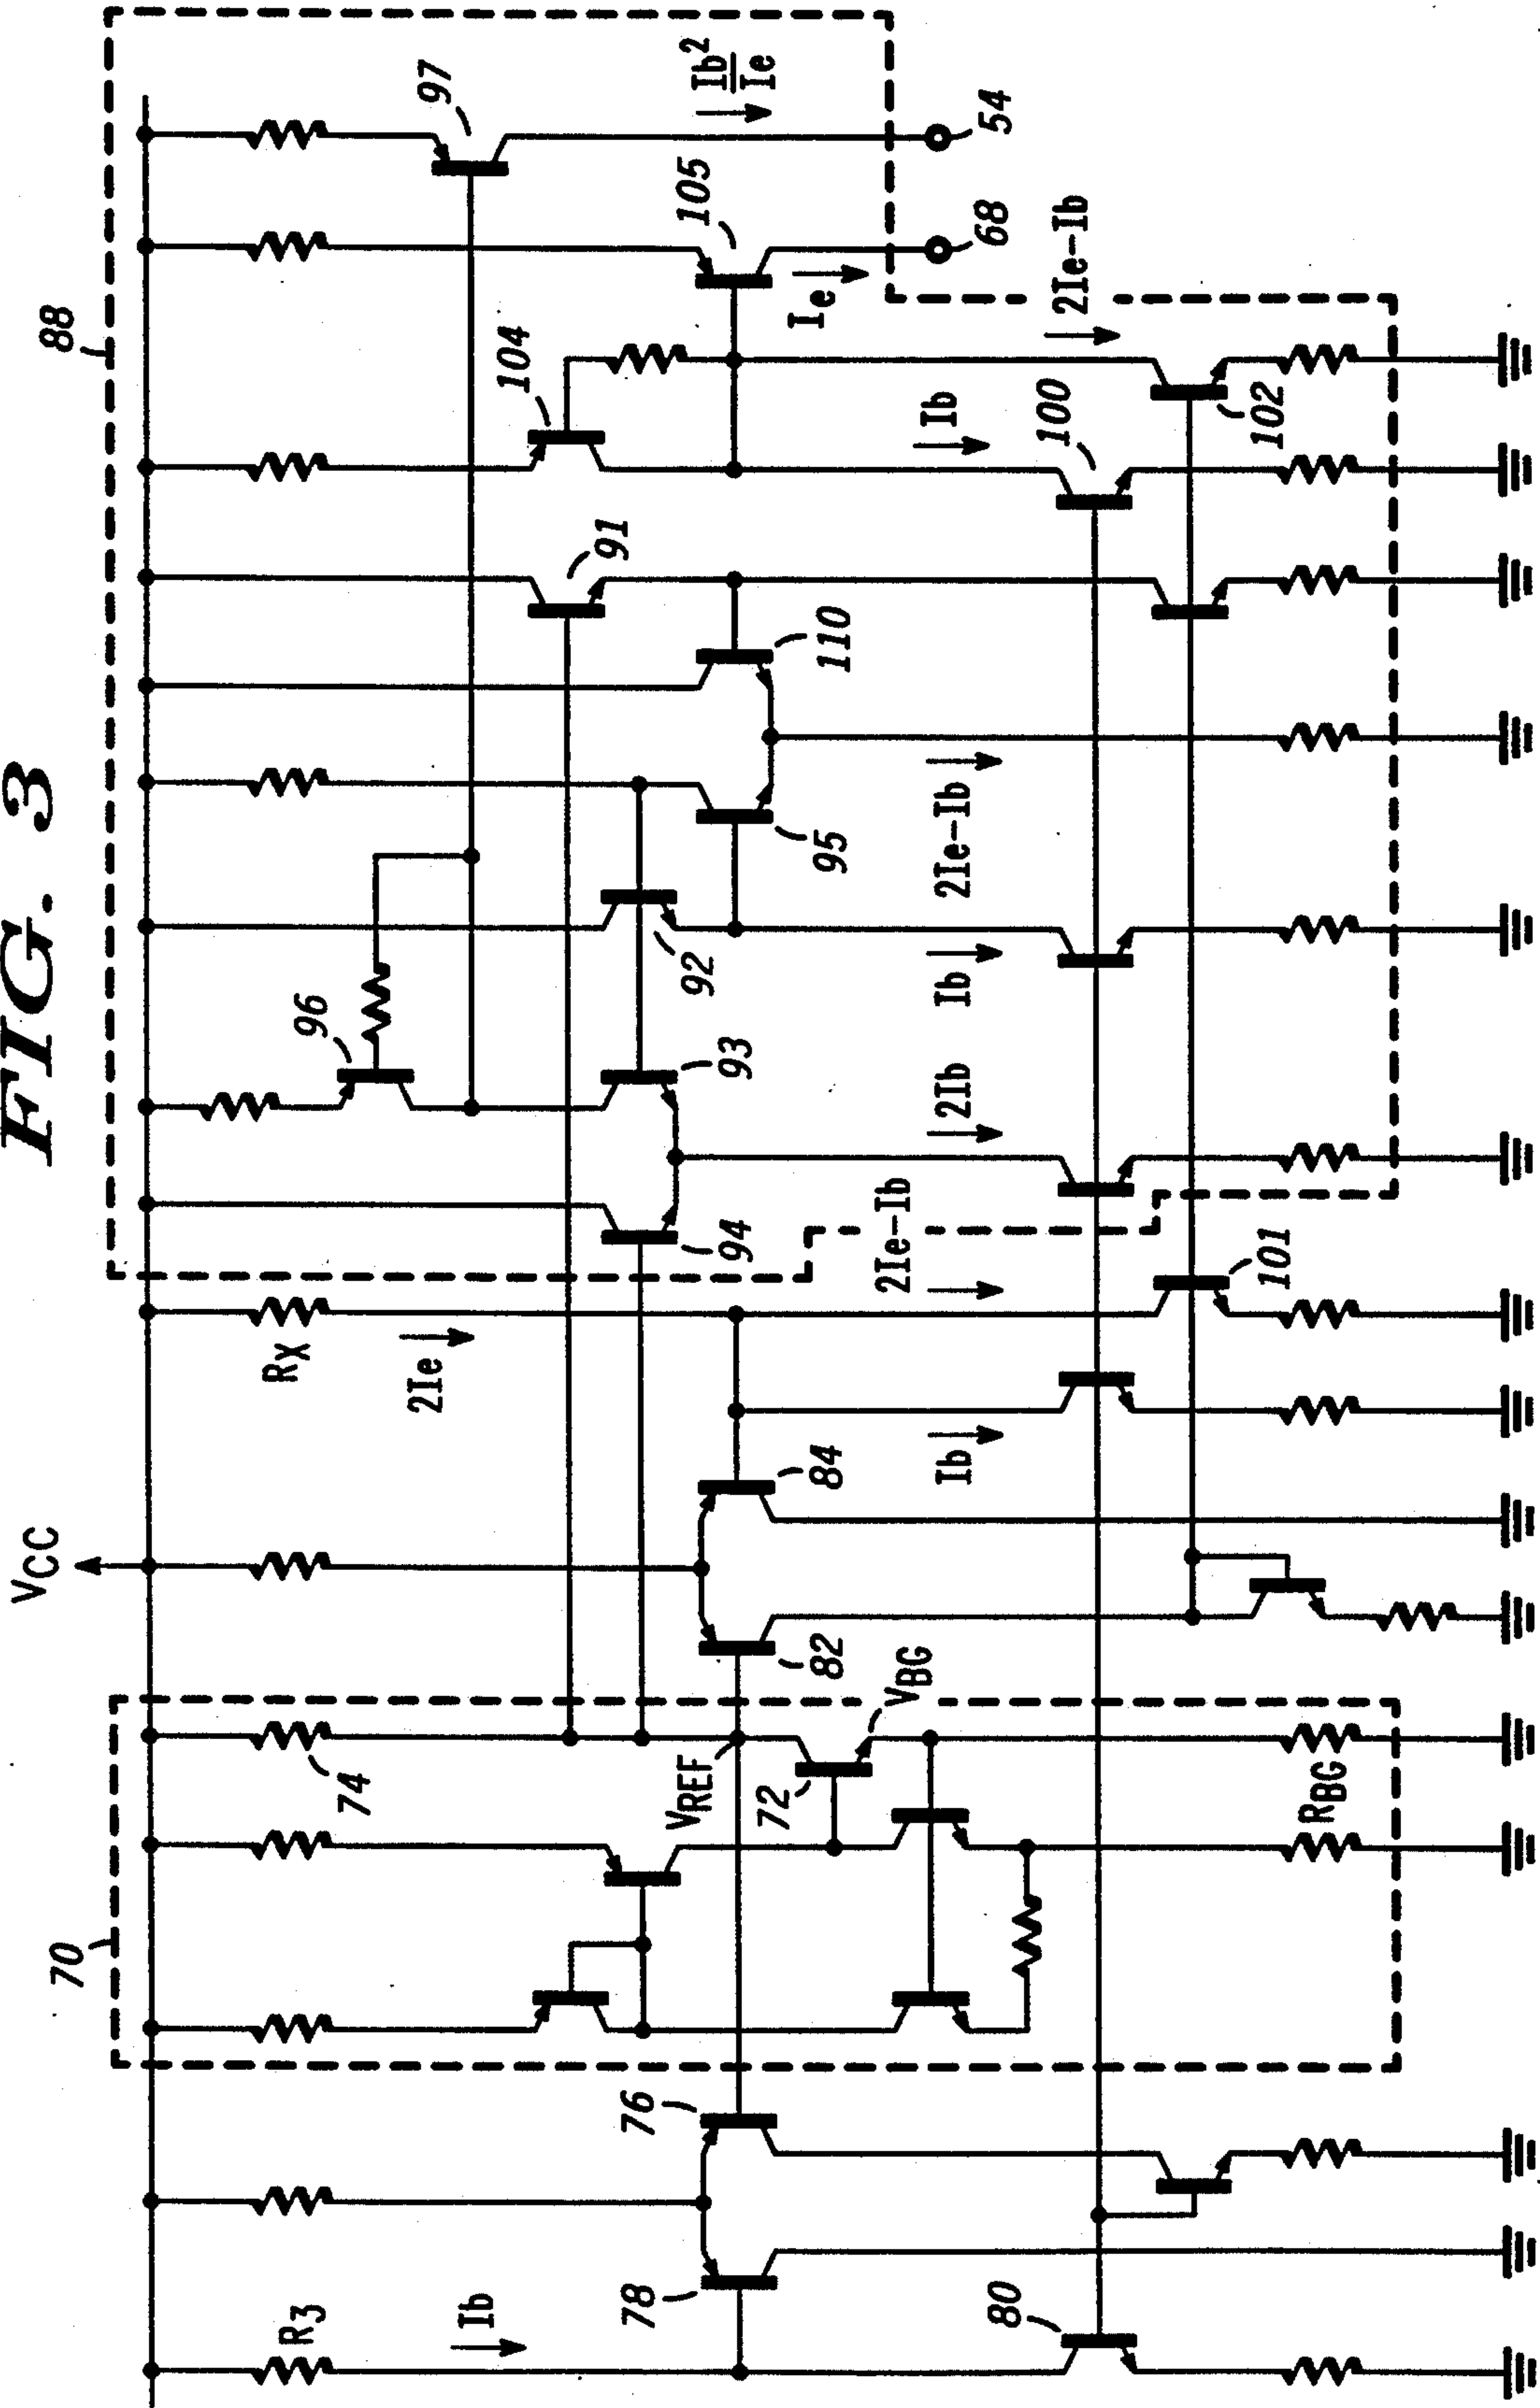 FIG. 3
88
97
Ib²/Ie
54
105
68
Ie
2Ie-Ib
104
Ib
100
102
91
110
95
2Ie-Ib
92
Ib
96
93
2Ib
94
2Ie-Ib
101
RX
2Ie
84
Ib
VCC
82
VBG
74
VREF
72
RBG
70
76
78
80
R3
Ib